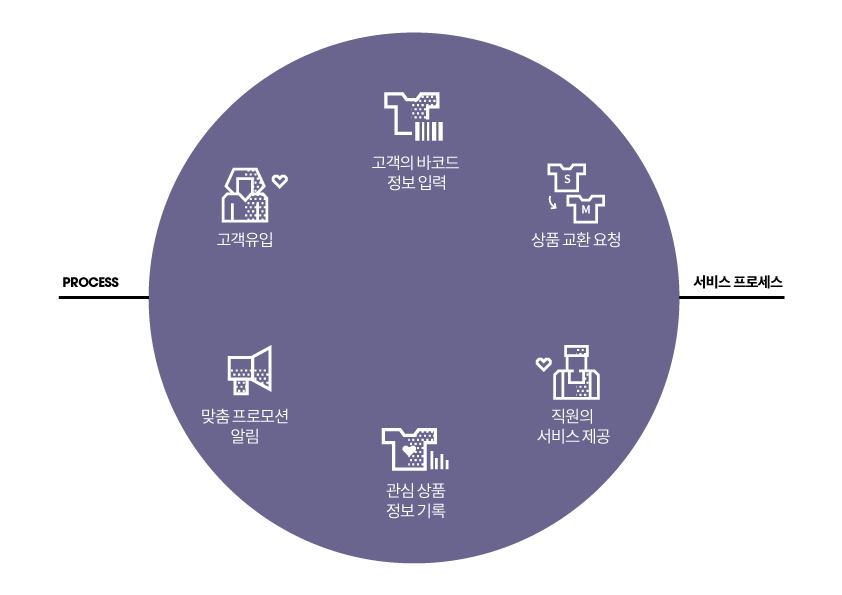 고객의 바코드
정보 입력
고객유입
S
M
상품 교환 요청
PROCESS
서비스 프로세스
맞춤 프로모션
알림
직원의
서비스 제공
관심 상품
정보 기록